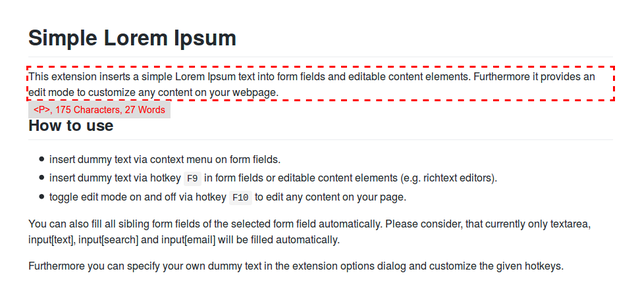 Simple Lorem Ipsum
This extension inserts a simple Lorem Ipsum text into form fields and editable content elements. Furthermore it provides an
edit mode to customize any content on your webpage.
<P>, 175 Characters, 27 Words
How to use
insert dummy text via context menu on form fields.
insert dummy text via hotkey F9 in form fields or editable content elements (e.g. richtext editors).
toggle edit mode on and off via hotkey F10 to edit any content on your page.
You can also fill all sibling form fields of the selected form field automatically. Please consider, that currently only textarea,
input[text], input[search] and input[email] will be filled automatically.
Furthermore you can specify your own dummy text in the extension options dialog and customize the given hotkeys.